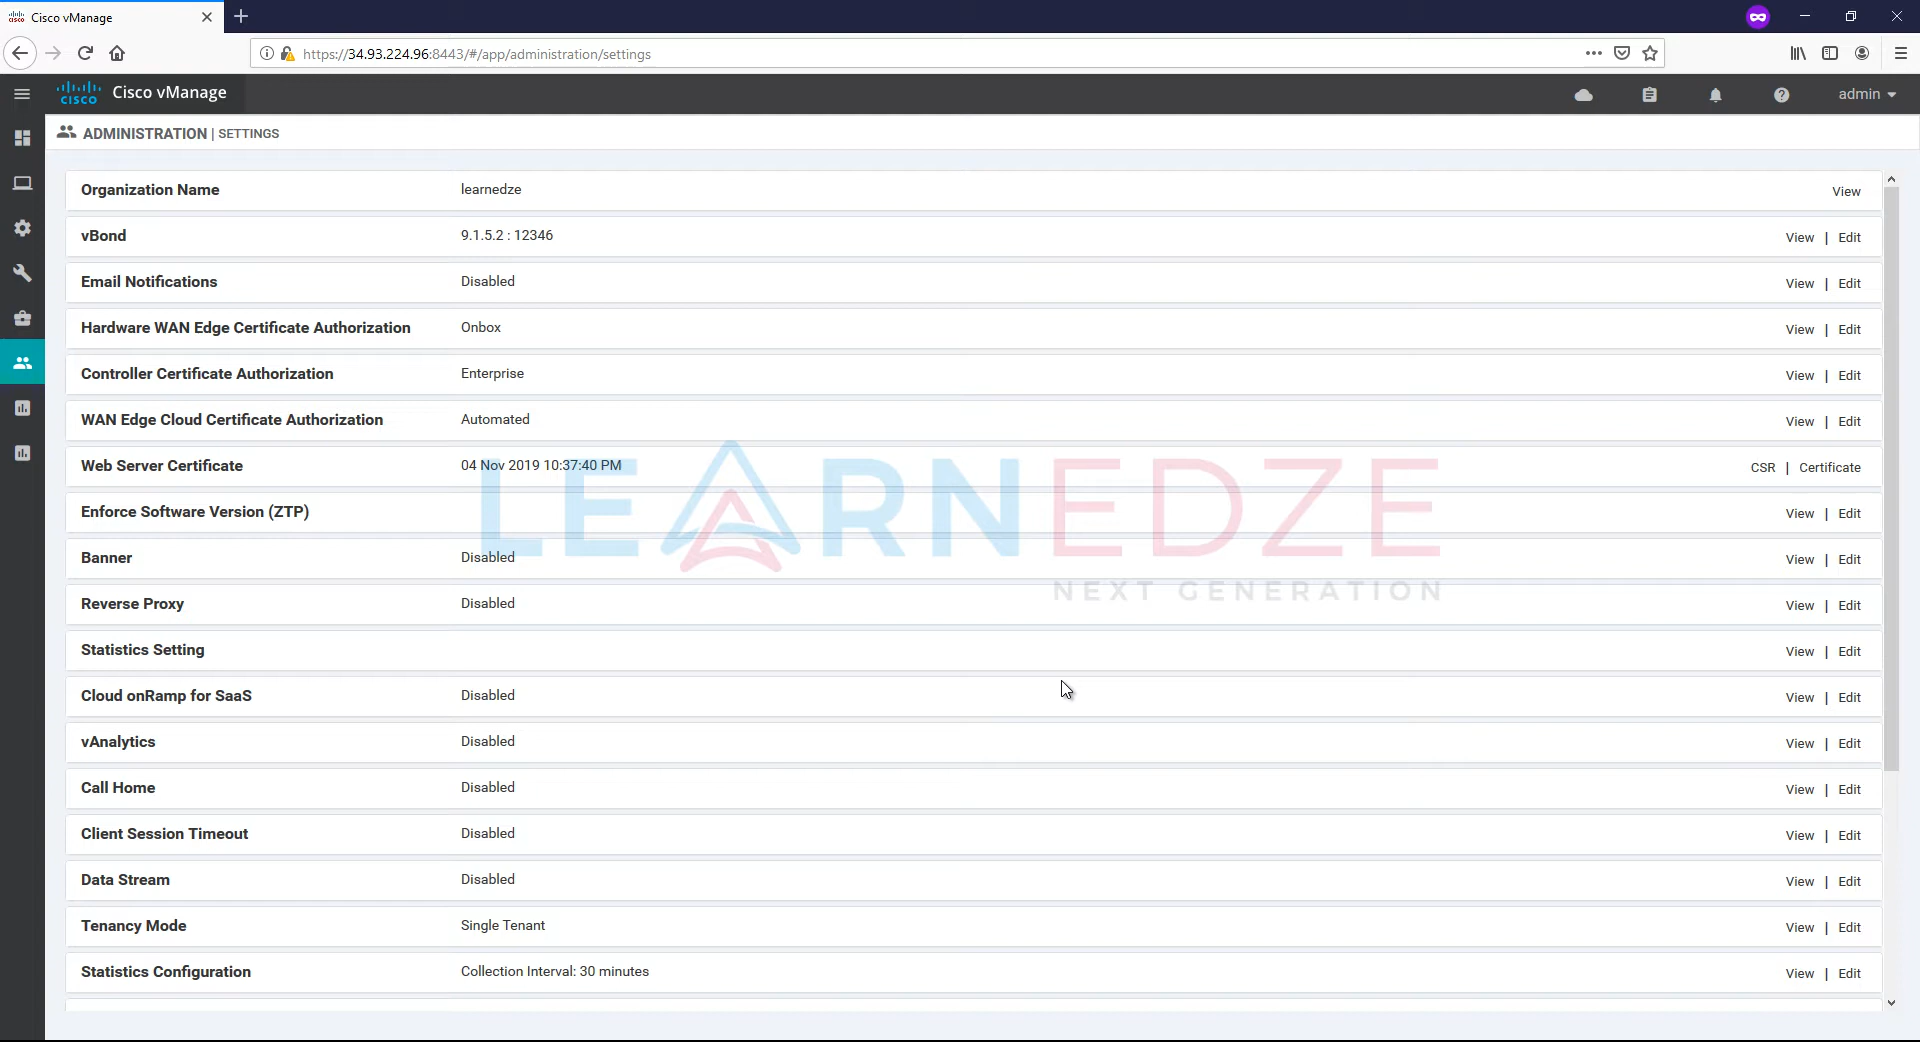 Cisco vManage
https://34.93.224.96:8443/#/app/administration/settings
cisco Cisco vManage admin
ADMINISTRATION | SETTINGS
Organization Name learnedze View
vBond 9.1.5.2 : 12346 View | Edit
Email Notifications Disabled View | Edit
Hardware WAN Edge Certificate Authorization Onbox View | Edit
Controller Certificate Authorization Enterprise View | Edit
WAN Edge Cloud Certificate Authorization Automated View | Edit
Web Server Certificate 04 Nov 2019 10:37:40 PM CSR | Certificate
LEARNEDZE
Enforce Software Version (ZTP) View | Edit
Banner Disabled View | Edit
NEXT GENERATION
Reverse Proxy Disabled View | Edit
Statistics Setting View | Edit
Cloud onRamp for SaaS Disabled View | Edit
vAnalytics Disabled View | Edit
Call Home Disabled View | Edit
Client Session Timeout Disabled View | Edit
Data Stream Disabled View | Edit
Tenancy Mode Single Tenant View | Edit
Statistics Configuration Collection Interval: 30 minutes View | Edit